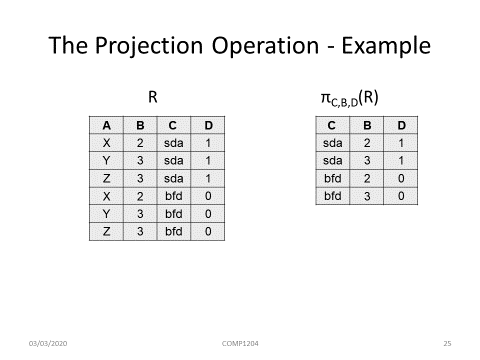 The Projection Operation - Example
R
A B C D
X 2 sda 1
Y 3 sda 1
Z 3 sda 1
X 2 bfd 0
Y 3 bfd 0
Z 3 bfd 0
πC,B,D(R)
C B D
sda 2 1
sda 3 1
bfd 2 0
bfd 3 0
03/03/2020
COMP1204
25